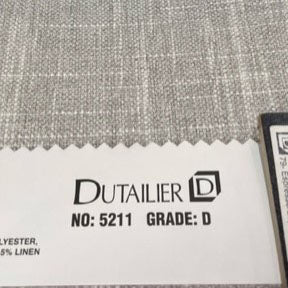 DUTAILIER
NO: 5211 GRADE: D
LYESTER,
5% LINEN